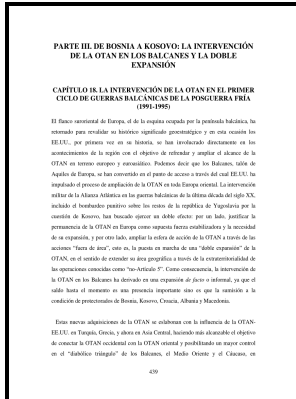 PARTE III. DE BOSNIA A KOSOVO: LA INTERVENCIÓN
DE LA OTAN EN LOS BALCANES Y LA DOBLE
EXPANSIÓN
CAPÍTULO 18. LA INTERVENCIÓN DE LA OTAN EN EL PRIMER
CICLO DE GUERRAS BALCÁNICAS DE LA POSGUERRA FRÍA
(1991-1995)
El flanco suroriental de Europa, el de la esquina ocupada por la península balcánica, ha
retornado para revalidar su histórico significado geoestratégico y en esta ocasión los
EE.UU., por primera vez en su historia, se han involucrado directamente en los
acontecimientos de la región con el objetivo de refrendar y ampliar el alcance de la
OTAN en terreno europeo y euroasiático. Podemos decir que los Balcanes, talón de
Aquiles de Europa, se han convertido en el punto de acceso a través del cual EE.UU. ha
impulsado el proceso de ampliación de la OTAN en toda Europa oriental. La intervención
militar de la Alianza Atlántica en las guerras balcánicas de la última década del siglo XX,
incluido el bombardeo punitivo sobre los restos de la república de Yugoslavia por la
cuestión de Kosovo, han buscado ejercer un doble efecto: por un lado, justificar la
permanencia de la OTAN en Europa como supuesta fuerza estabilizadora y la necesidad
de su expansión, y por otro lado, ampliar la esfera de acción de la OTAN a través de las
acciones "fuera de área", esto es, la puesta en marcha de una "doble expansión" de la
OTAN, en el sentido de extender su área geográfica a través de la extraterritorialidad de
las operaciones conocidas como "no-Artículo 5". Como consecuencia, la intervención de
la OTAN en los Balcanes ha derivado en una expansión de facto o informal, ya que el
saldo hasta el momento es una presencia importante sino es que la sumisión a la
condición de protectorados de Bosnia, Kosovo, Croacia, Albania y Macedonia.
Estas nuevas adquisiciones de la OTAN se eslabonan con la influencia de la OTAN-
EE.UU. en Turquía, Grecia, y ahora en Asia Central, haciendo más alcanzable el objetivo
de conectar la OTAN occidental con la OTAN oriental y posibilitando un mayor control
en el "diabólico triángulo" de los Balcanes, el Medio Oriente y el Cáucaso, en
439